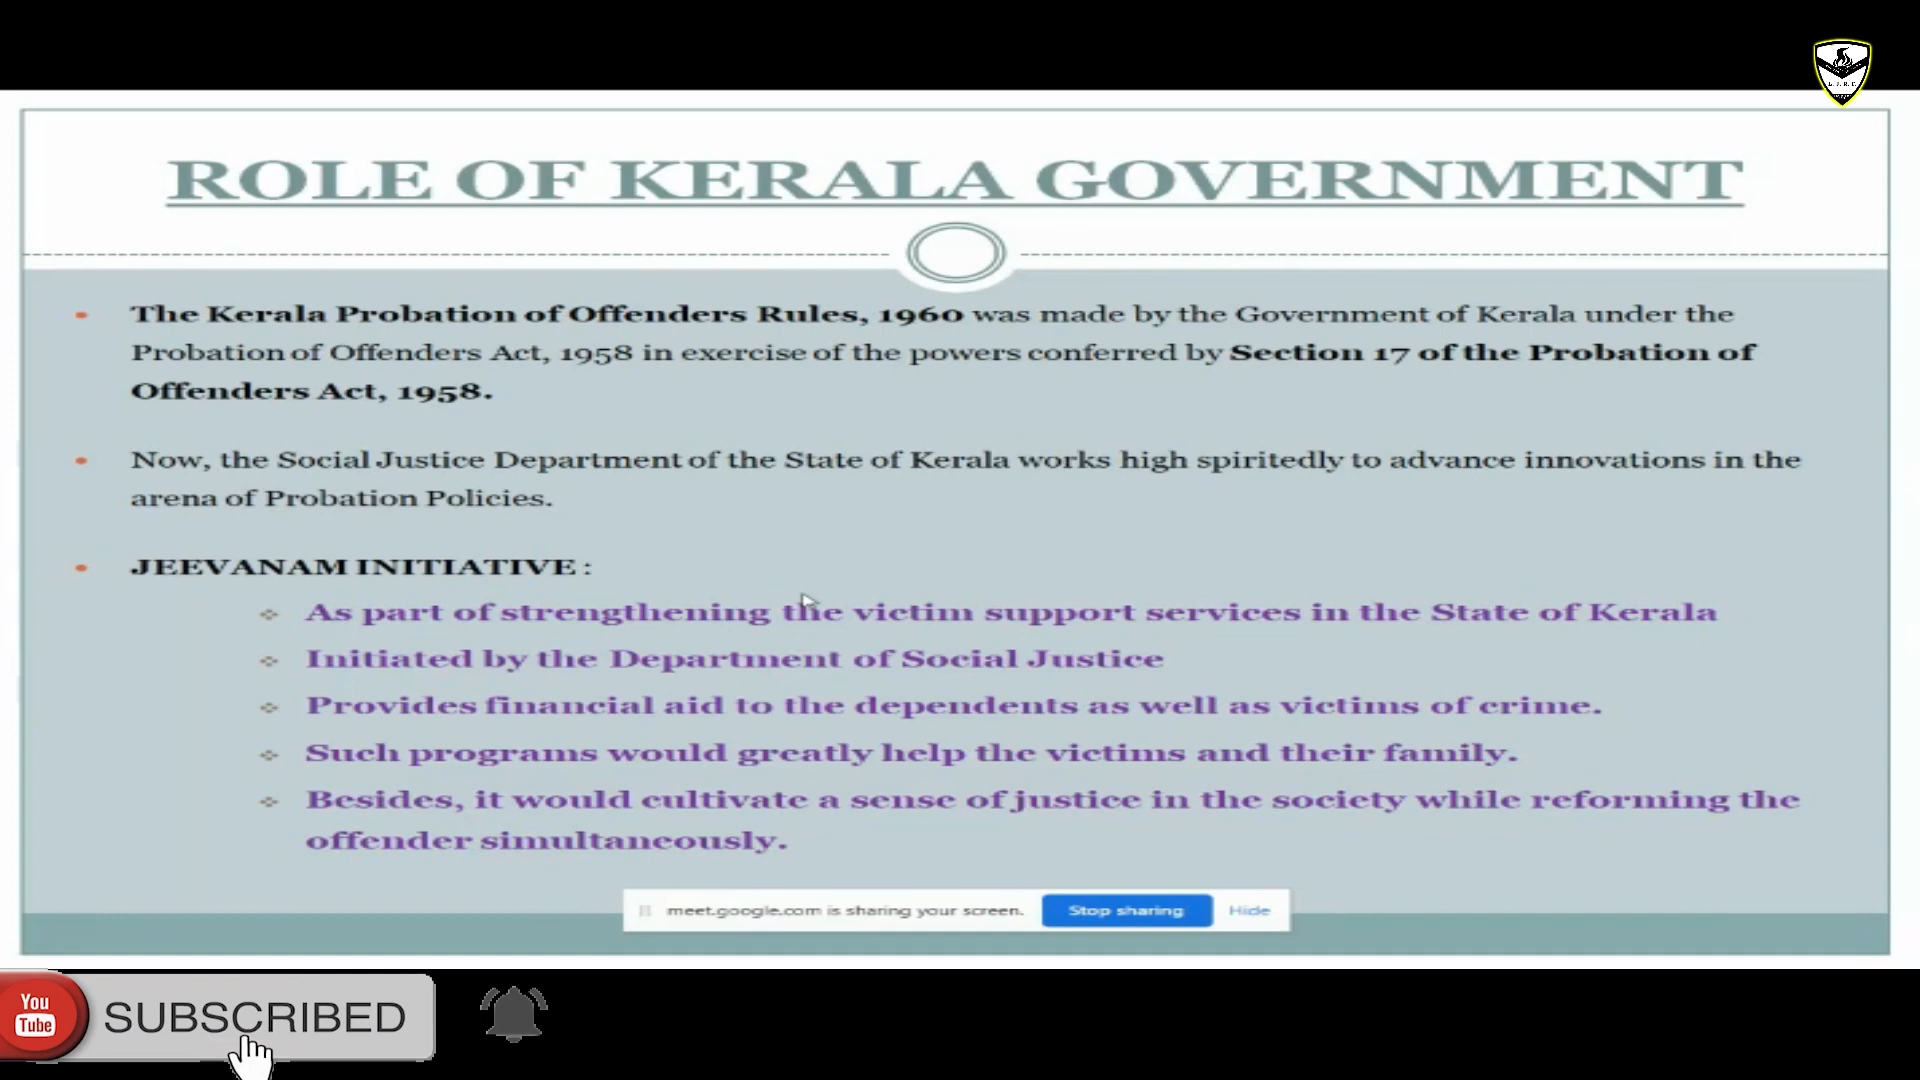 ROLE OF KERALA GOVERNMENT
• The Kerala Probation of Offenders Rules, 1960 was made by the Government of Kerala under the
Probation of Offenders Act, 1958 in exercise of the powers conferred by Section 17 of the Probation of
Offenders Act, 1958.
• Now, the Social Justice Department of the State of Kerala works high spiritedly to advance innovations in the
arena of Probation Policies.
• JEEVANAM INITIATIVE :
As part of strengthening the victim support services in the State of Kerala
Initiated by the Department of Social Justice
Provides financial aid to the dependents as well as victims of crime.
Such programs would greatly help the victims and their family.
Besides, it would cultivate a sense of justice in the society while reforming the
offender simultaneously.
meet.google.com is sharing your screen. Stop sharing Hide
You
Tube
SUBSCRIBED